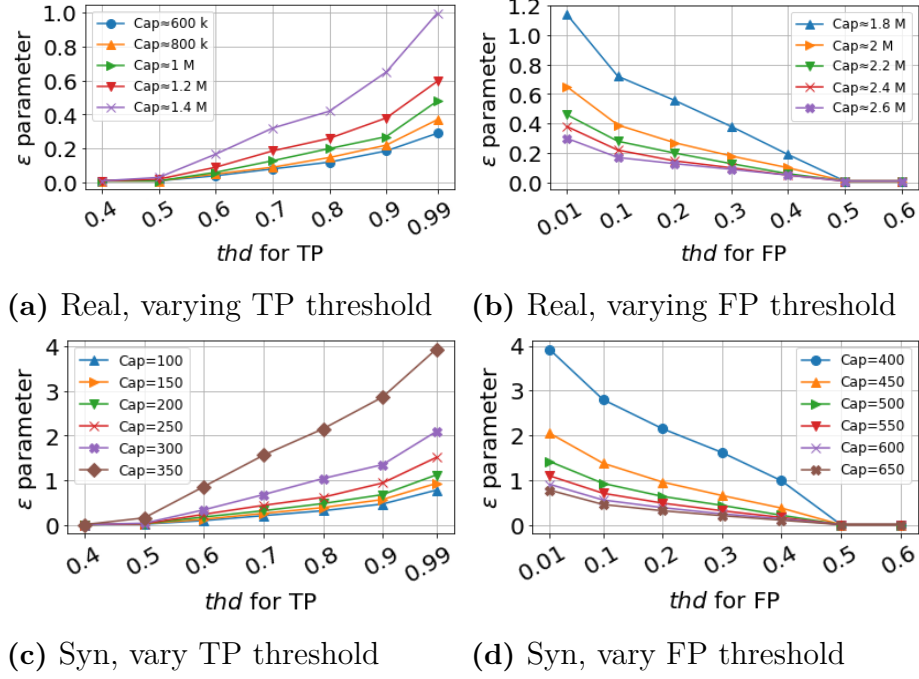 ε parameter
1.0
0.8
0.6
0.4
0.2
0.0
Cap≈600 k
Cap≈800 k
Cap≈1 M
Cap≈1.2 M
Cap≈1.4 M
0.4 0.5 0.6 0.7 0.8 0.9 0.99
thd for TP
(a) Real, varying TP threshold
ε parameter
1.2
1.0
0.8
0.6
0.4
0.2
0.0
Cap≈1.8 M
Cap≈2 M
Cap≈2.2 M
Cap≈2.4 M
Cap≈2.6 M
0.01 0.1 0.2 0.3 0.4 0.5 0.6
thd for FP
(b) Real, varying FP threshold
ε parameter
4
3
2
1
0
Cap=100
Cap=150
Cap=200
Cap=250
Cap=300
Cap=350
0.4 0.5 0.6 0.7 0.8 0.9 0.99
thd for TP
(c) Syn, vary TP threshold
ε parameter
4
3
2
1
0
Cap=400
Cap=450
Cap=500
Cap=550
Cap=600
Cap=650
0.01 0.1 0.2 0.3 0.4 0.5 0.6
thd for FP
(d) Syn, vary FP threshold